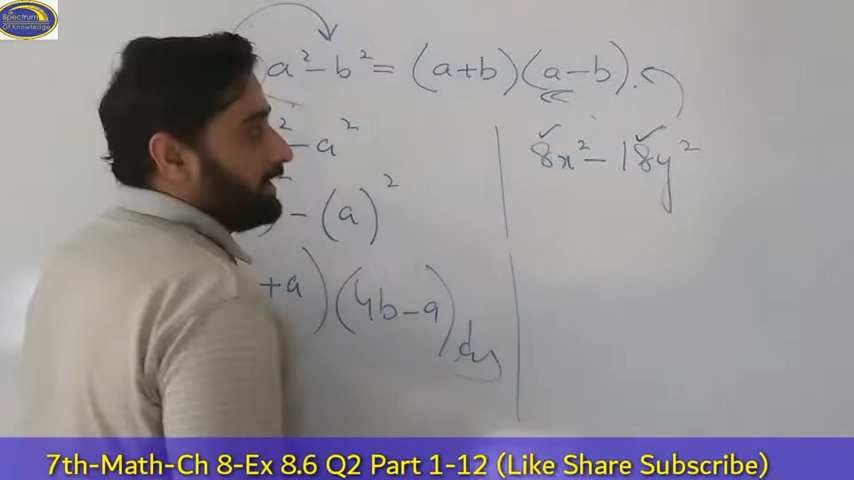 Spectrum
Of Knowledge
a² - b² = (a+b)(a-b).
² - a²
8x² - 18y²
- (a)²
+a)(4b-a)
7th-Math-Ch 8-Ex 8.6 Q2 Part 1-12 (Like Share Subscribe)